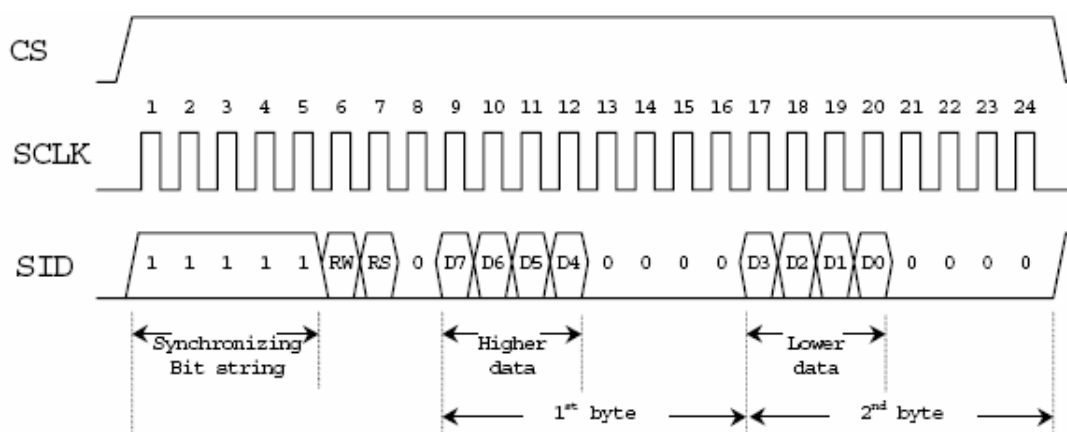 CS
1 2 3 4 5 6 7 8 9 10 11 12 13 14 15 16 17 18 19 20 21 22 23 24
SCLK
SID 1 1 1 1 1 RW RS 0 D7 D6 D5 D4 0 0 0 0 D3 D2 D1 D0 0 0 0 0
Synchronizing Higher Lower
Bit string data data
1st byte 2nd byte